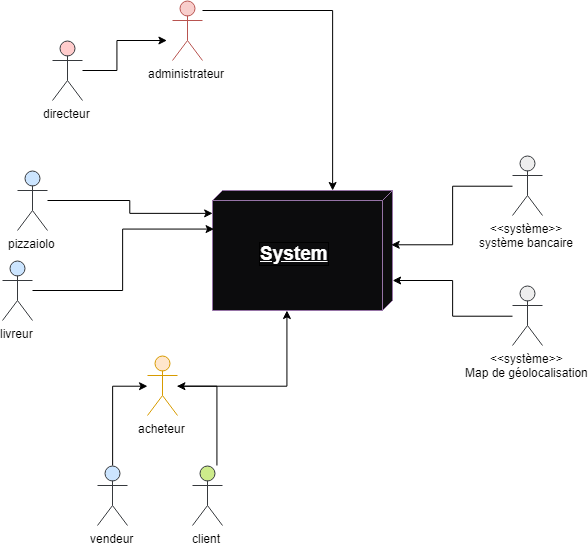 administrateur
directeur
pizzaiolo
livreur
System
<<système>>
système bancaire
<<système>>
Map de géolocalisation
acheteur
vendeur
client